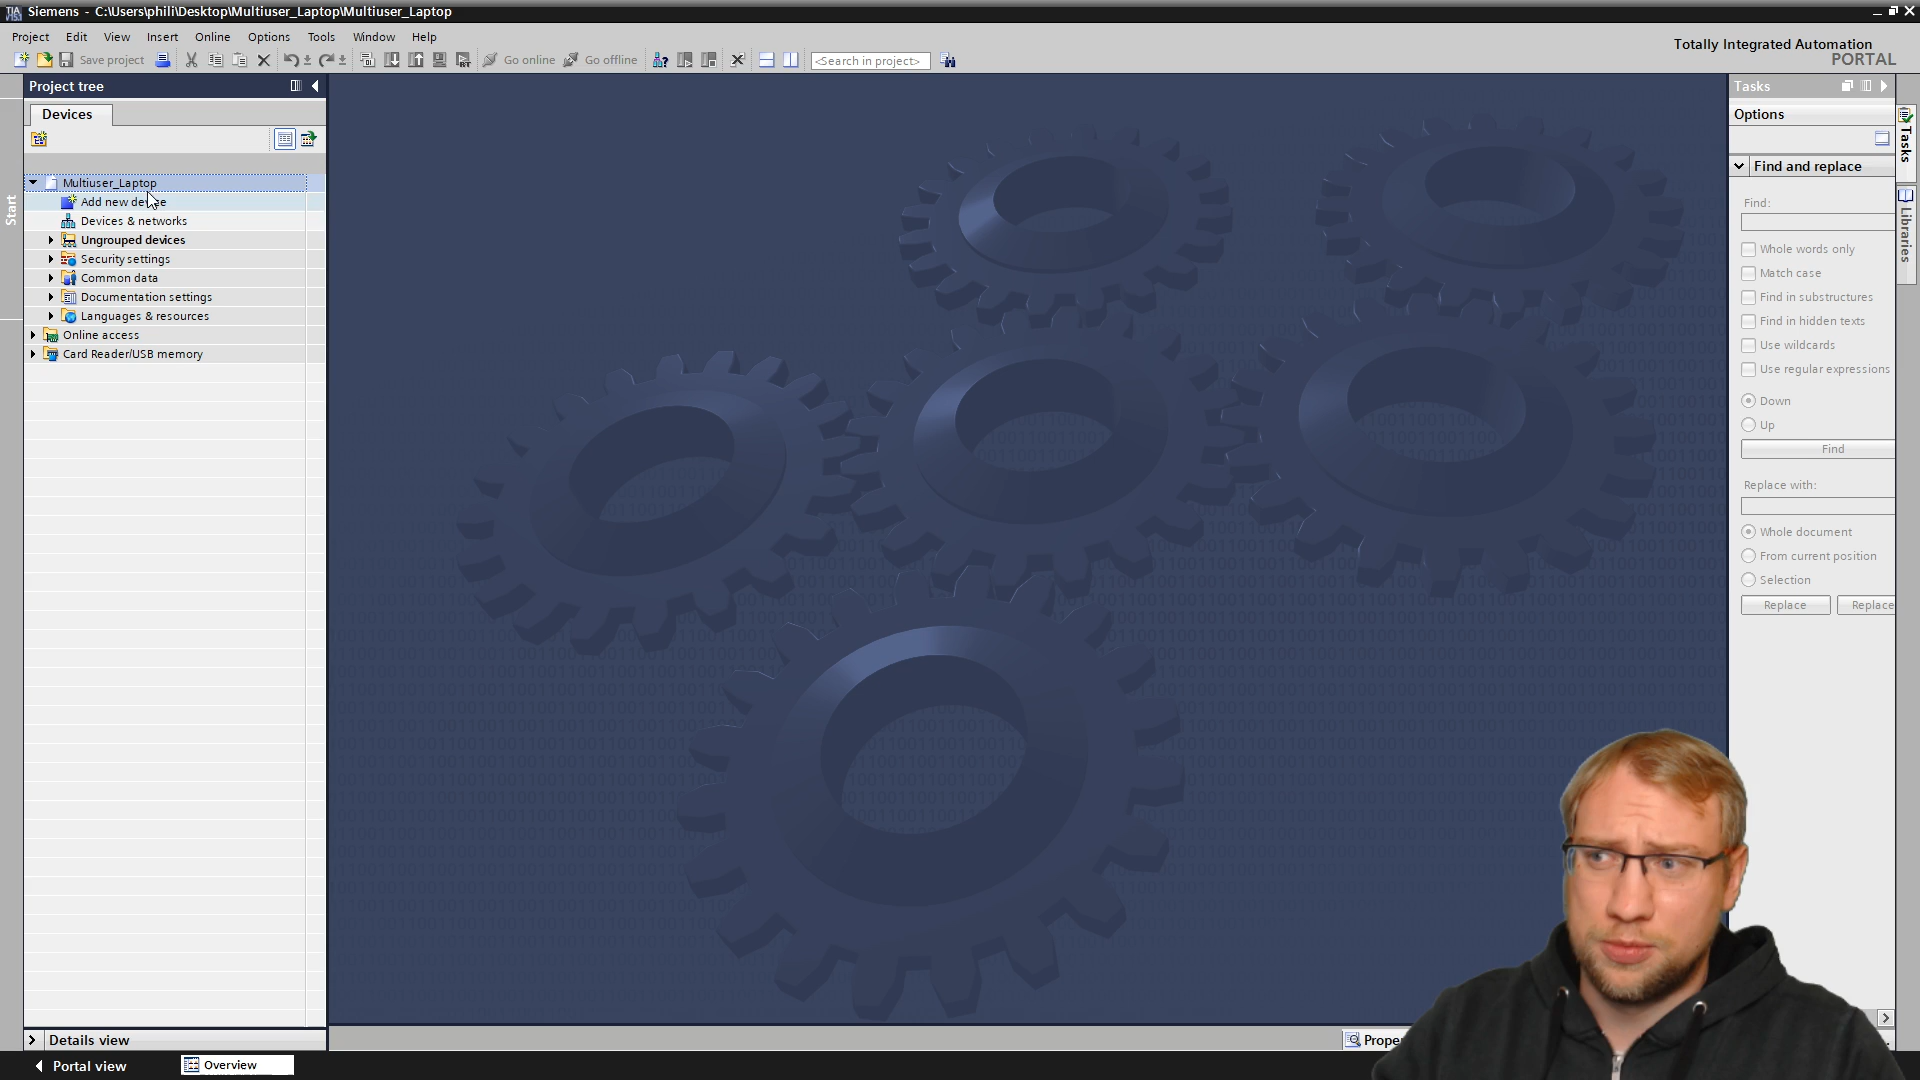 Siemens - C:\Users\phili\Desktop\Multiuser_Laptop\Multiuser_Laptop
Project Edit View Insert Online Options Tools Window Help
Totally Integrated Automation
PORTAL
Save project
Go online
Go offline
<Search in project>
Project tree
Devices
Start
Multiuser_Laptop
Add new device
Devices & networks
Ungrouped devices
Security settings
Common data
Documentation settings
Languages & resources
Online access
Card Reader/USB memory
Details view
Portal view
Overview
Tasks
Options
Find and replace
Find:
Whole words only
Match case
Find in substructures
Find in hidden texts
Use wildcards
Use regular expressions
Down
Up
Find
Replace with:
Whole document
From current position
Selection
Replace
Replace
Tasks
Libraries